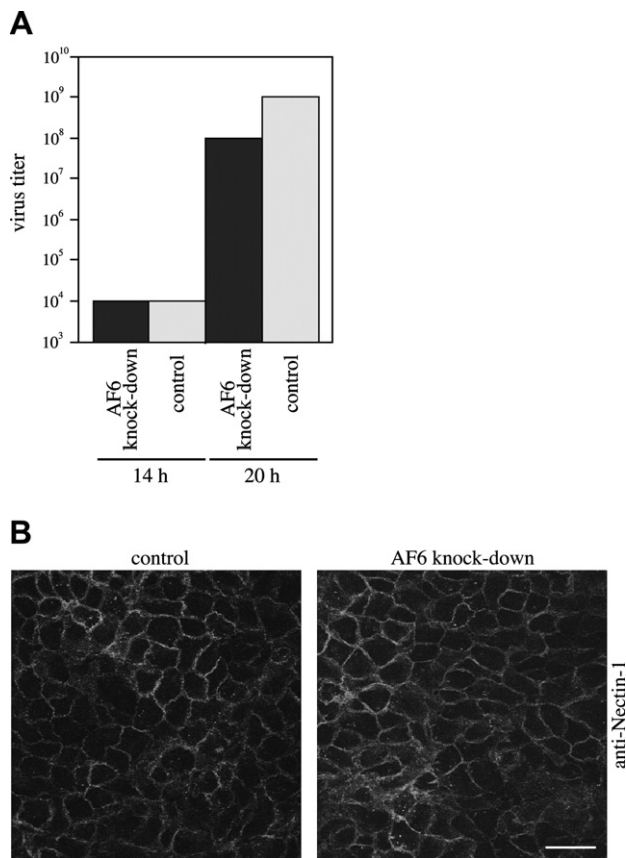 A
10^10
10^9
10^8
10^7
10^6
10^5
10^4
10^3
virus titer
AF6
knock-down
control
AF6
knock-down
control
14 h
20 h
B
control
AF6 knock-down
anti-Nectin-1